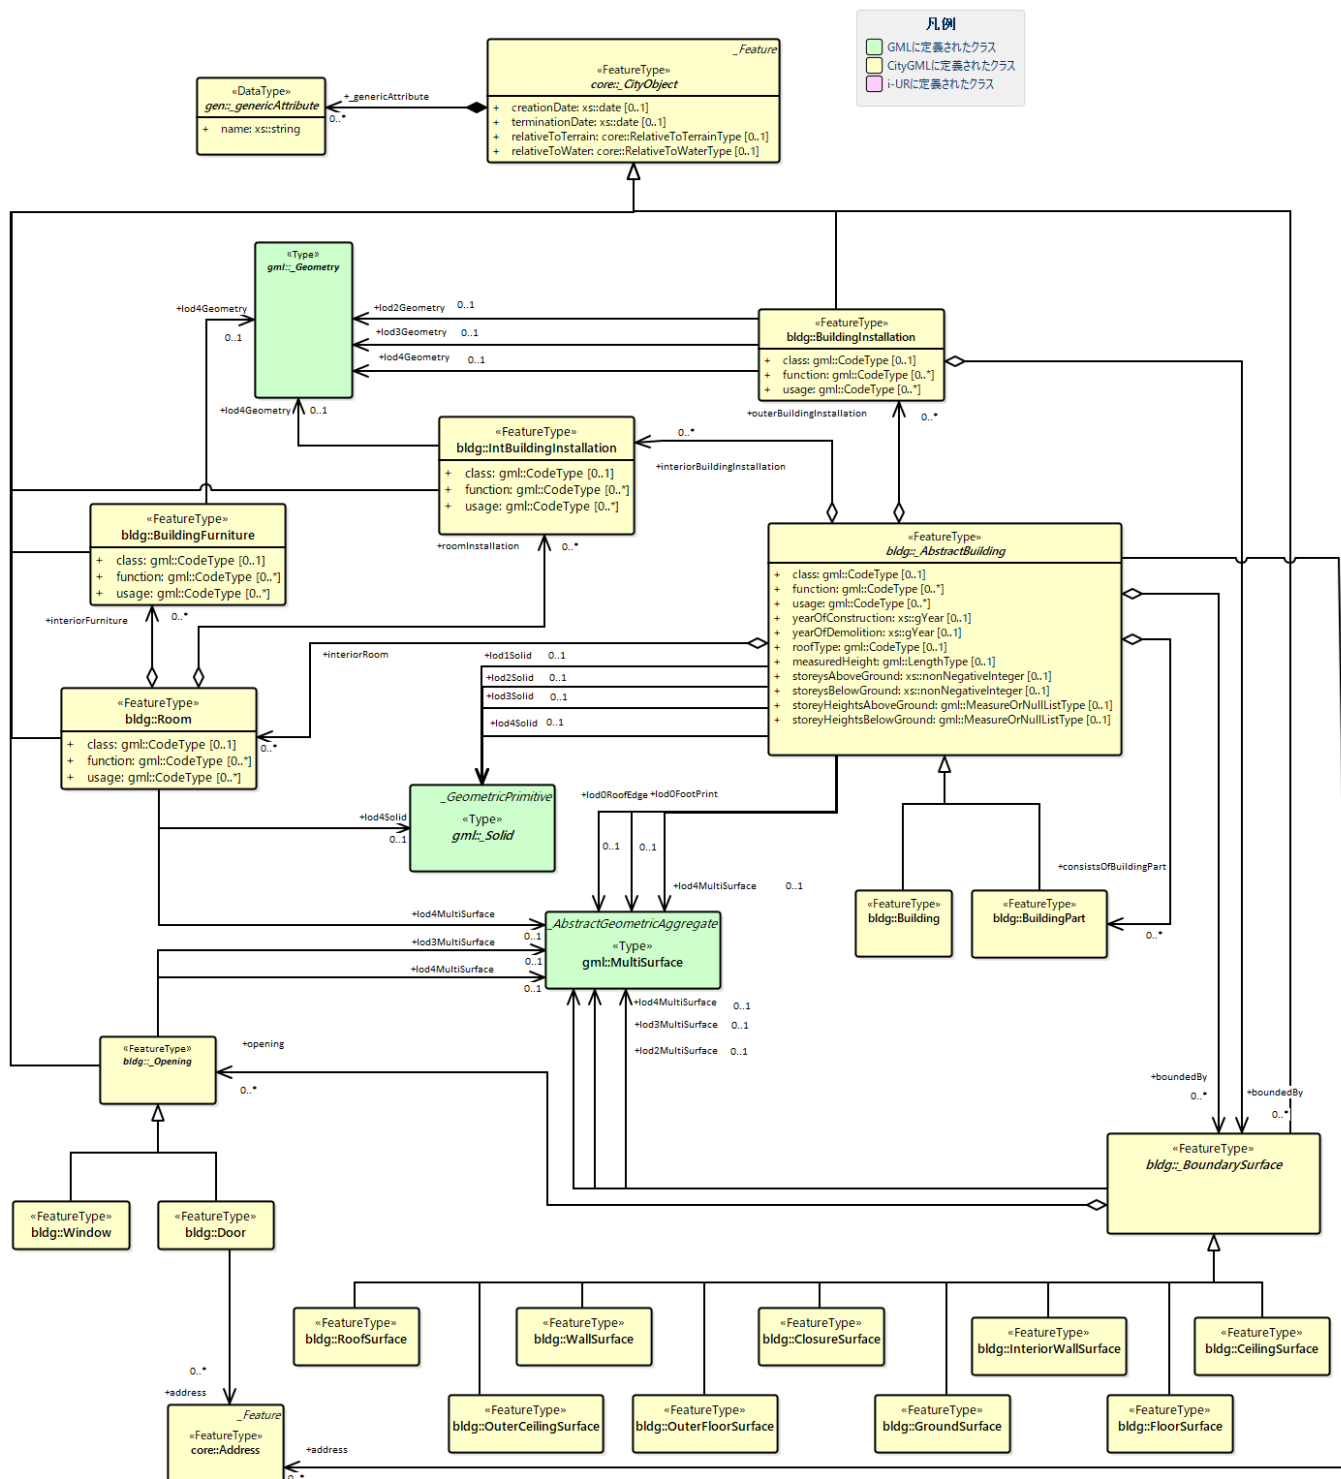 凡例
GMLに定義されたクラス
CityGMLに定義されたクラス
i-URに定義されたクラス
_Feature
«FeatureType»
core::_CityObject
+ creationDate: xs::date [0..1]
+ terminationDate: xs::date [0..1]
+ relativeToTerrain: core::RelativeToTerrainType [0..1]
+ relativeToWater: core::RelativeToWaterType [0..1]
«DataType»
gen::_genericAttribute
+ name: xs::string
+_genericAttribute
0..*
«Type»
gml::_Geometry
+lod4Geometry
0..1
+lod2Geometry 0..1
+lod3Geometry 0..1
+lod4Geometry 0..1
+lod4Geometry 0..1
«FeatureType»
bldg::BuildingInstallation
+ class: gml::CodeType [0..1]
+ function: gml::CodeType [0..*]
+ usage: gml::CodeType [0..*]
+outerBuildingInstallation
0..*
«FeatureType»
bldg::IntBuildingInstallation
+ class: gml::CodeType [0..1]
+ function: gml::CodeType [0..*]
+ usage: gml::CodeType [0..*]
0..*
+interiorBuildingInstallation
+roomInstallation
0..*
«FeatureType»
bldg::BuildingFurniture
+ class: gml::CodeType [0..1]
+ function: gml::CodeType [0..*]
+ usage: gml::CodeType [0..*]
+interiorFurniture
0..*
«FeatureType»
bldg::_AbstractBuilding
+ class: gml::CodeType [0..1]
+ function: gml::CodeType [0..*]
+ usage: gml::CodeType [0..*]
+ yearOfConstruction: xs::gYear [0..1]
+ yearOfDemolition: xs::gYear [0..1]
+ roofType: gml::CodeType [0..1]
+ measuredHeight: gml::LengthType [0..1]
+ storeysAboveGround: xs::nonNegativeInteger [0..1]
+ storeysBelowGround: xs::nonNegativeInteger [0..1]
+ storeyHeightsAboveGround: gml::MeasureOrNullListType [0..1]
+ storeyHeightsBelowGround: gml::MeasureOrNullListType [0..1]
+interiorRoom
0..*
+lod1Solid 0..1
+lod2Solid 0..1
+lod3Solid 0..1
+lod4Solid 0..1
«FeatureType»
bldg::Room
+ class: gml::CodeType [0..1]
+ function: gml::CodeType [0..*]
+ usage: gml::CodeType [0..*]
_GeometricPrimitive
«Type»
gml::_Solid
+lod4Solid
0..1
+lod0RoofEdge
+lod0FootPrint
0..1
0..1
+lod4MultiSurface 0..1
+consistsOfBuildingPart
0..*
«FeatureType»
bldg::Building
«FeatureType»
bldg::BuildingPart
_AbstractGeometricAggregate
«Type»
gml::MultiSurface
+lod4MultiSurface
0..1
+lod3MultiSurface
0..1
+lod4MultiSurface
0..1
+lod4MultiSurface 0..1
+lod3MultiSurface 0..1
+lod2MultiSurface 0..1
«FeatureType»
bldg::_Opening
+opening
0..*
+boundedBy
0..*
+boundedBy
0..*
«FeatureType»
bldg::_BoundarySurface
«FeatureType»
bldg::Window
«FeatureType»
bldg::Door
«FeatureType»
bldg::RoofSurface
«FeatureType»
bldg::WallSurface
«FeatureType»
bldg::ClosureSurface
«FeatureType»
bldg::InteriorWallSurface
«FeatureType»
bldg::CeilingSurface
«FeatureType»
bldg::OuterCeilingSurface
«FeatureType»
bldg::OuterFloorSurface
«FeatureType»
bldg::GroundSurface
«FeatureType»
bldg::FloorSurface
0..*
+address
_Feature
«FeatureType»
core::Address
+address
0..*